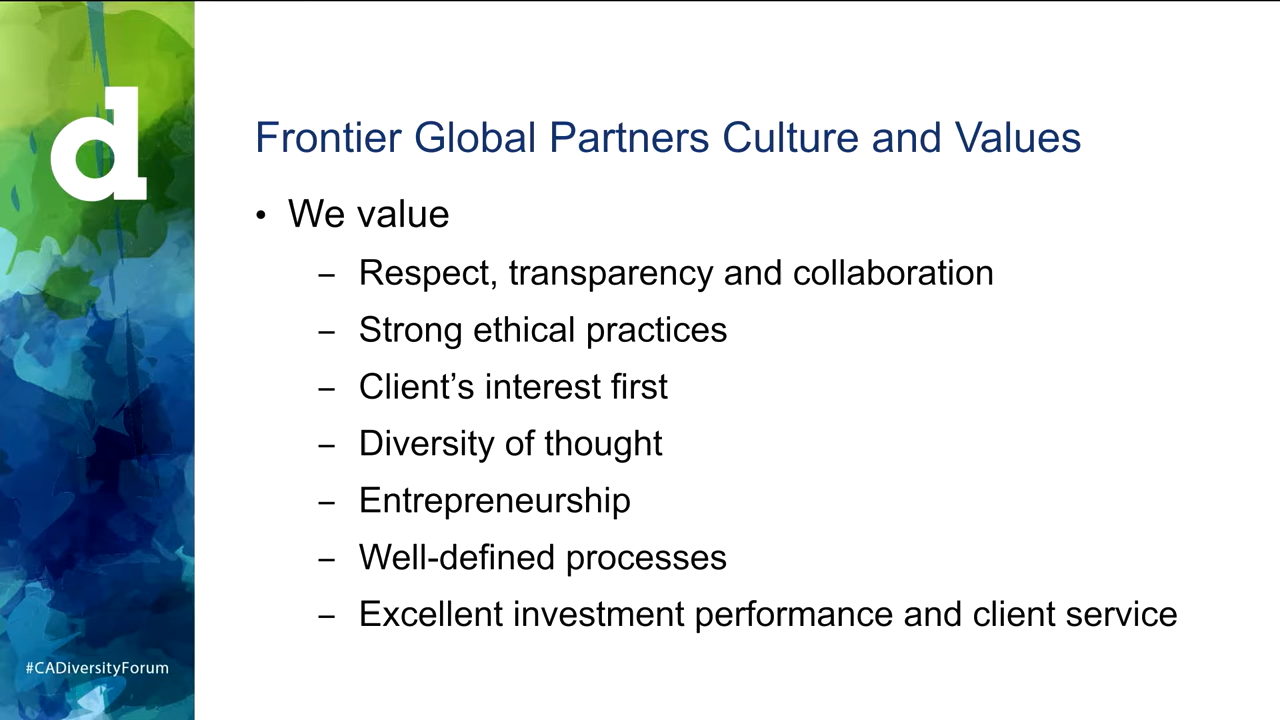 d
Frontier Global Partners Culture and Values
• We value
– Respect, transparency and collaboration
– Strong ethical practices
– Client’s interest first
– Diversity of thought
– Entrepreneurship
– Well-defined processes
– Excellent investment performance and client service
#CADiversityForum